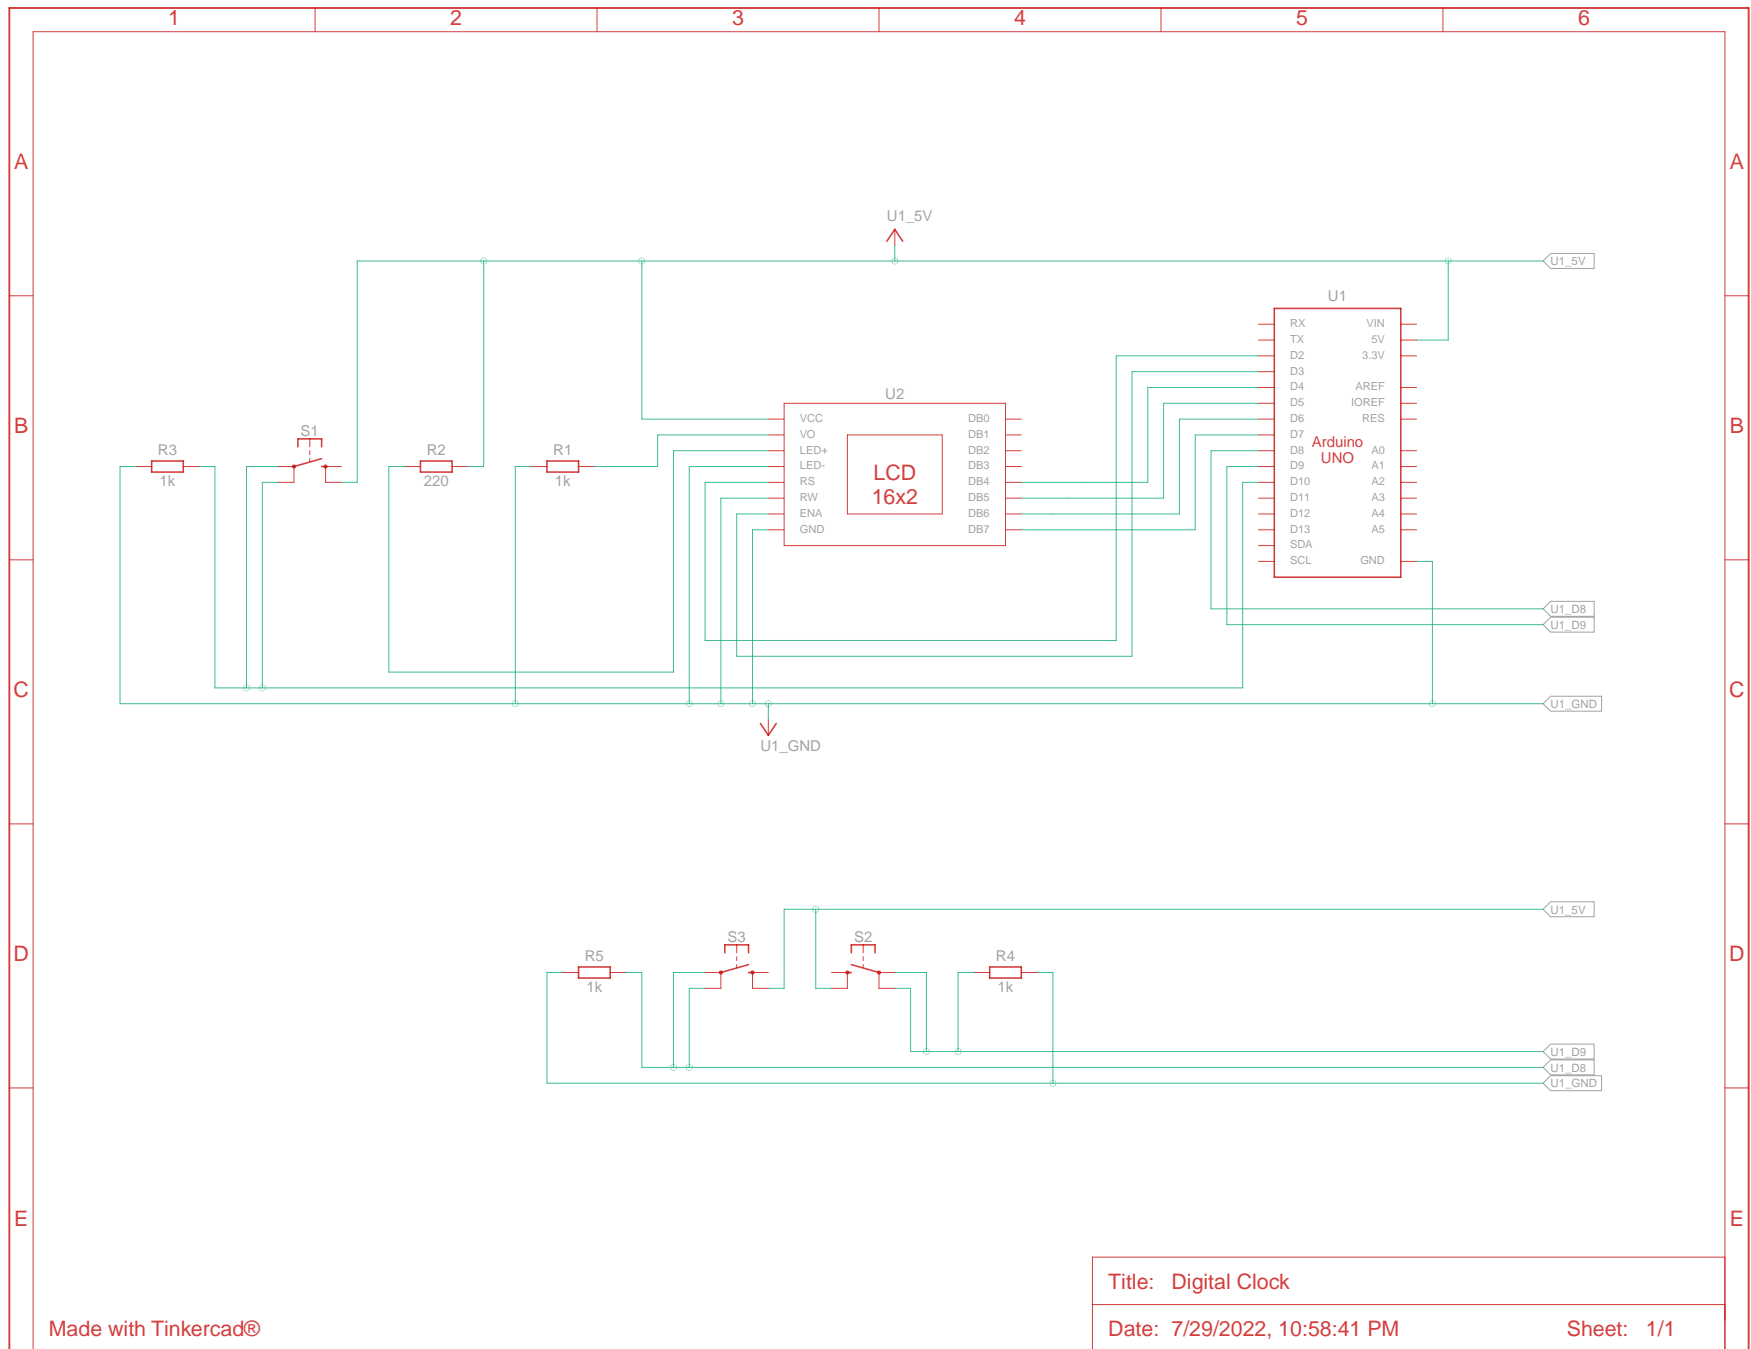 1 2 3 4 5 6
A A
U1_5V
U1_5V
U1
RX VIN
TX 5V
D2 3.3V
D3
D4 AREF
D5 IOREF
D6 RES
D7
D8 A0
D9 A1
D10 A2
D11 A3
D12 A4
D13 A5
SDA
SCL GND
Arduino
UNO
U2
VCC DB0
VO DB1
LED+ DB2
LED- DB3
RS DB4
RW DB5
ENA DB6
GND DB7
LCD
16x2
B B
R3
1k
S1
R2
220
R1
1k
U1_D8
U1_D9
C C
U1_GND
U1_GND
U1_5V
D D
R5
1k
S3
S2
R4
1k
U1_D9
U1_D8
U1_GND
E E
Title: Digital Clock
Made with Tinkercad®
Date: 7/29/2022, 10:58:41 PM Sheet: 1/1